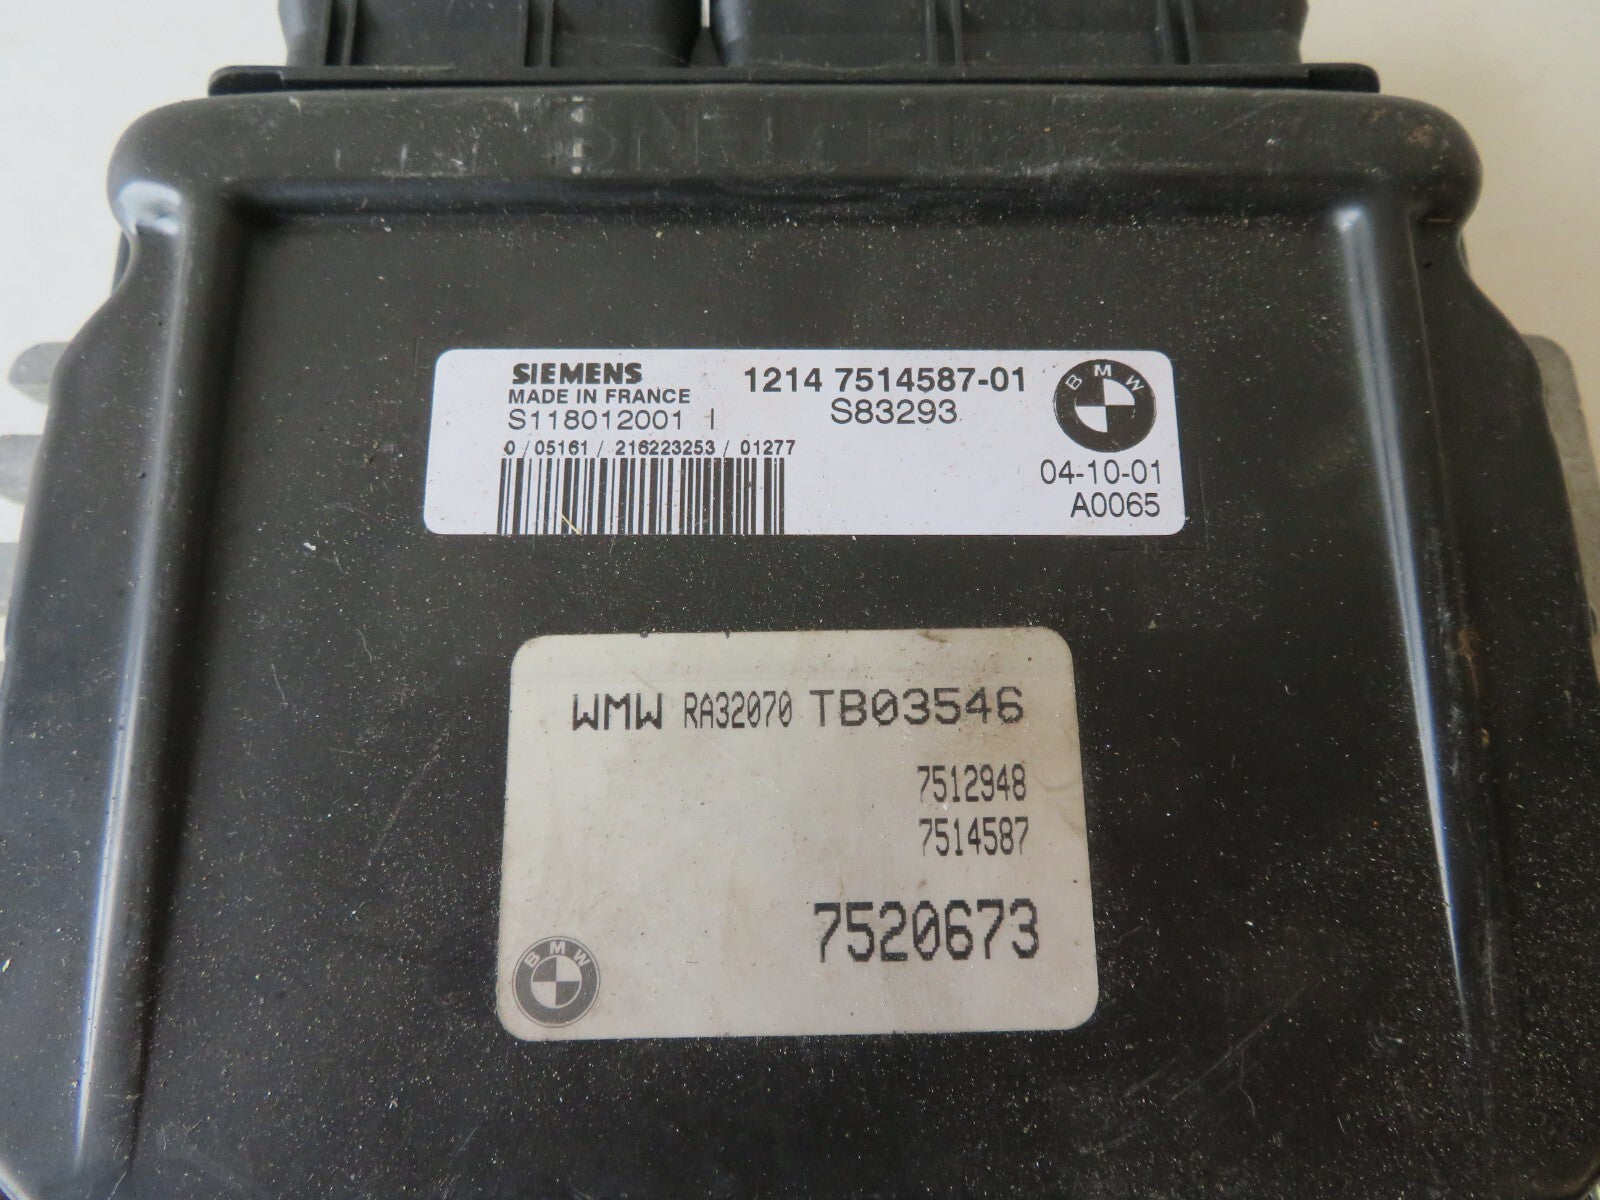 SIEMENS
MADE IN FRANCE
S118012001 I
0/05161/216223253/01277
1214 7514587-01
S83293
BMW
04-10-01
A0065
WMW RA32070 TB03546
7512948
7514587
7520673
BMW